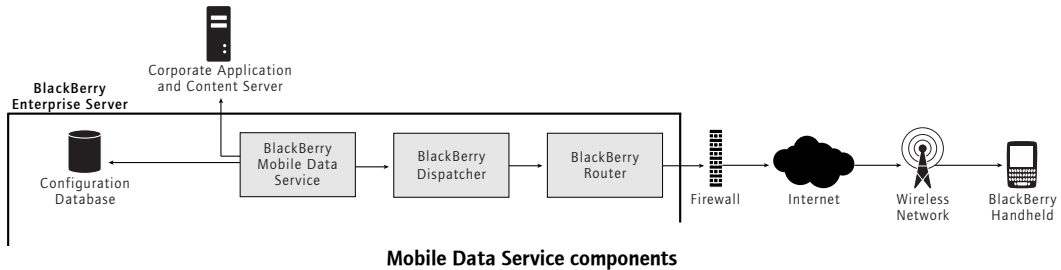 Corporate Application
and Content Server
BlackBerry
Enterprise Server
Configuration
Database
BlackBerry
Mobile Data
Service
BlackBerry
Dispatcher
BlackBerry
Router
Firewall
Internet
Wireless
Network
BlackBerry
Handheld
Mobile Data Service components